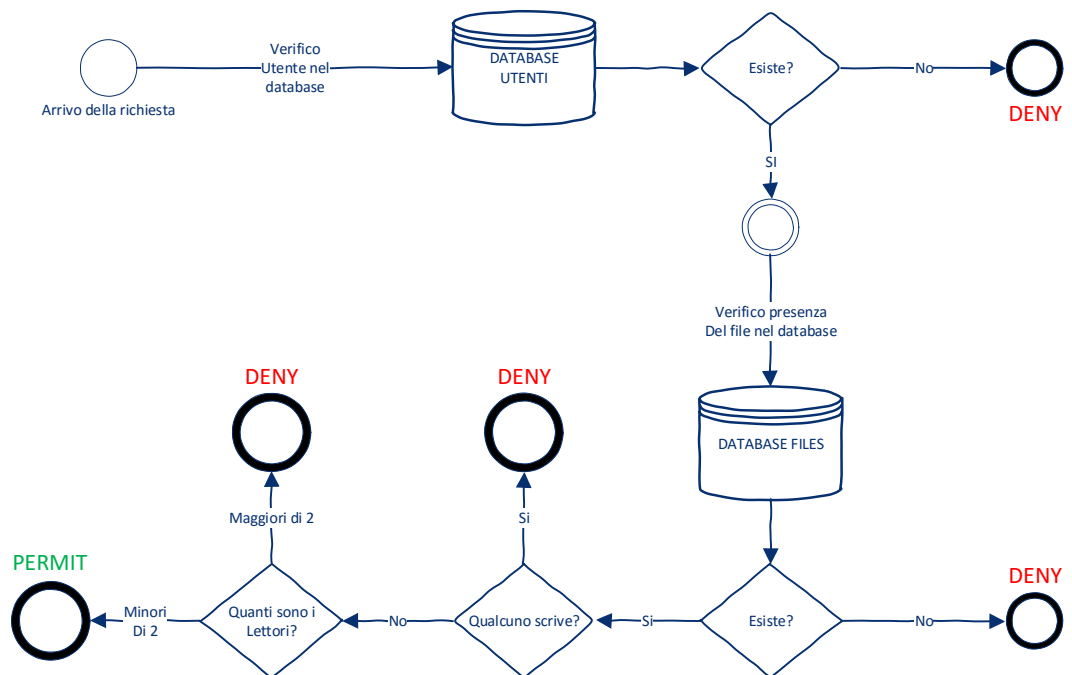 Verifico
Utente nel
database
Arrivo della richiesta
DATABASE
UTENTI
Esiste?
No
DENY
SI
Verifico presenza
Del file nel database
DATABASE FILES
Esiste?
No
DENY
Si
Qualcuno scrive?
Si
DENY
No
Quanti sono i
Lettori?
Maggiori di 2
DENY
Minori
Di 2
PERMIT